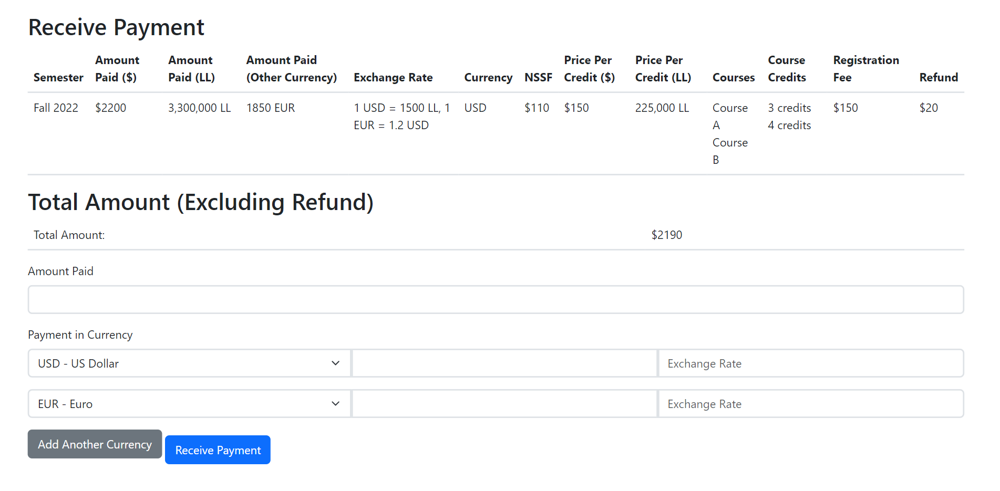 Receive Payment
Semester Amount Paid ($) Amount Paid (LL) Amount Paid (Other Currency) Exchange Rate Currency NSSF Price Per Credit ($) Price Per Credit (LL) Courses Course Credits Registration Fee Refund
Fall 2022 $2200 3,300,000 LL 1850 EUR 1 USD = 1500 LL, 1 EUR = 1.2 USD USD $110 $150 225,000 LL Course A Course B 3 credits 4 credits $150 $20
Total Amount (Excluding Refund)
Total Amount: $2190
Amount Paid
Payment in Currency
USD - US Dollar Exchange Rate
EUR - Euro Exchange Rate
Add Another Currency Receive Payment